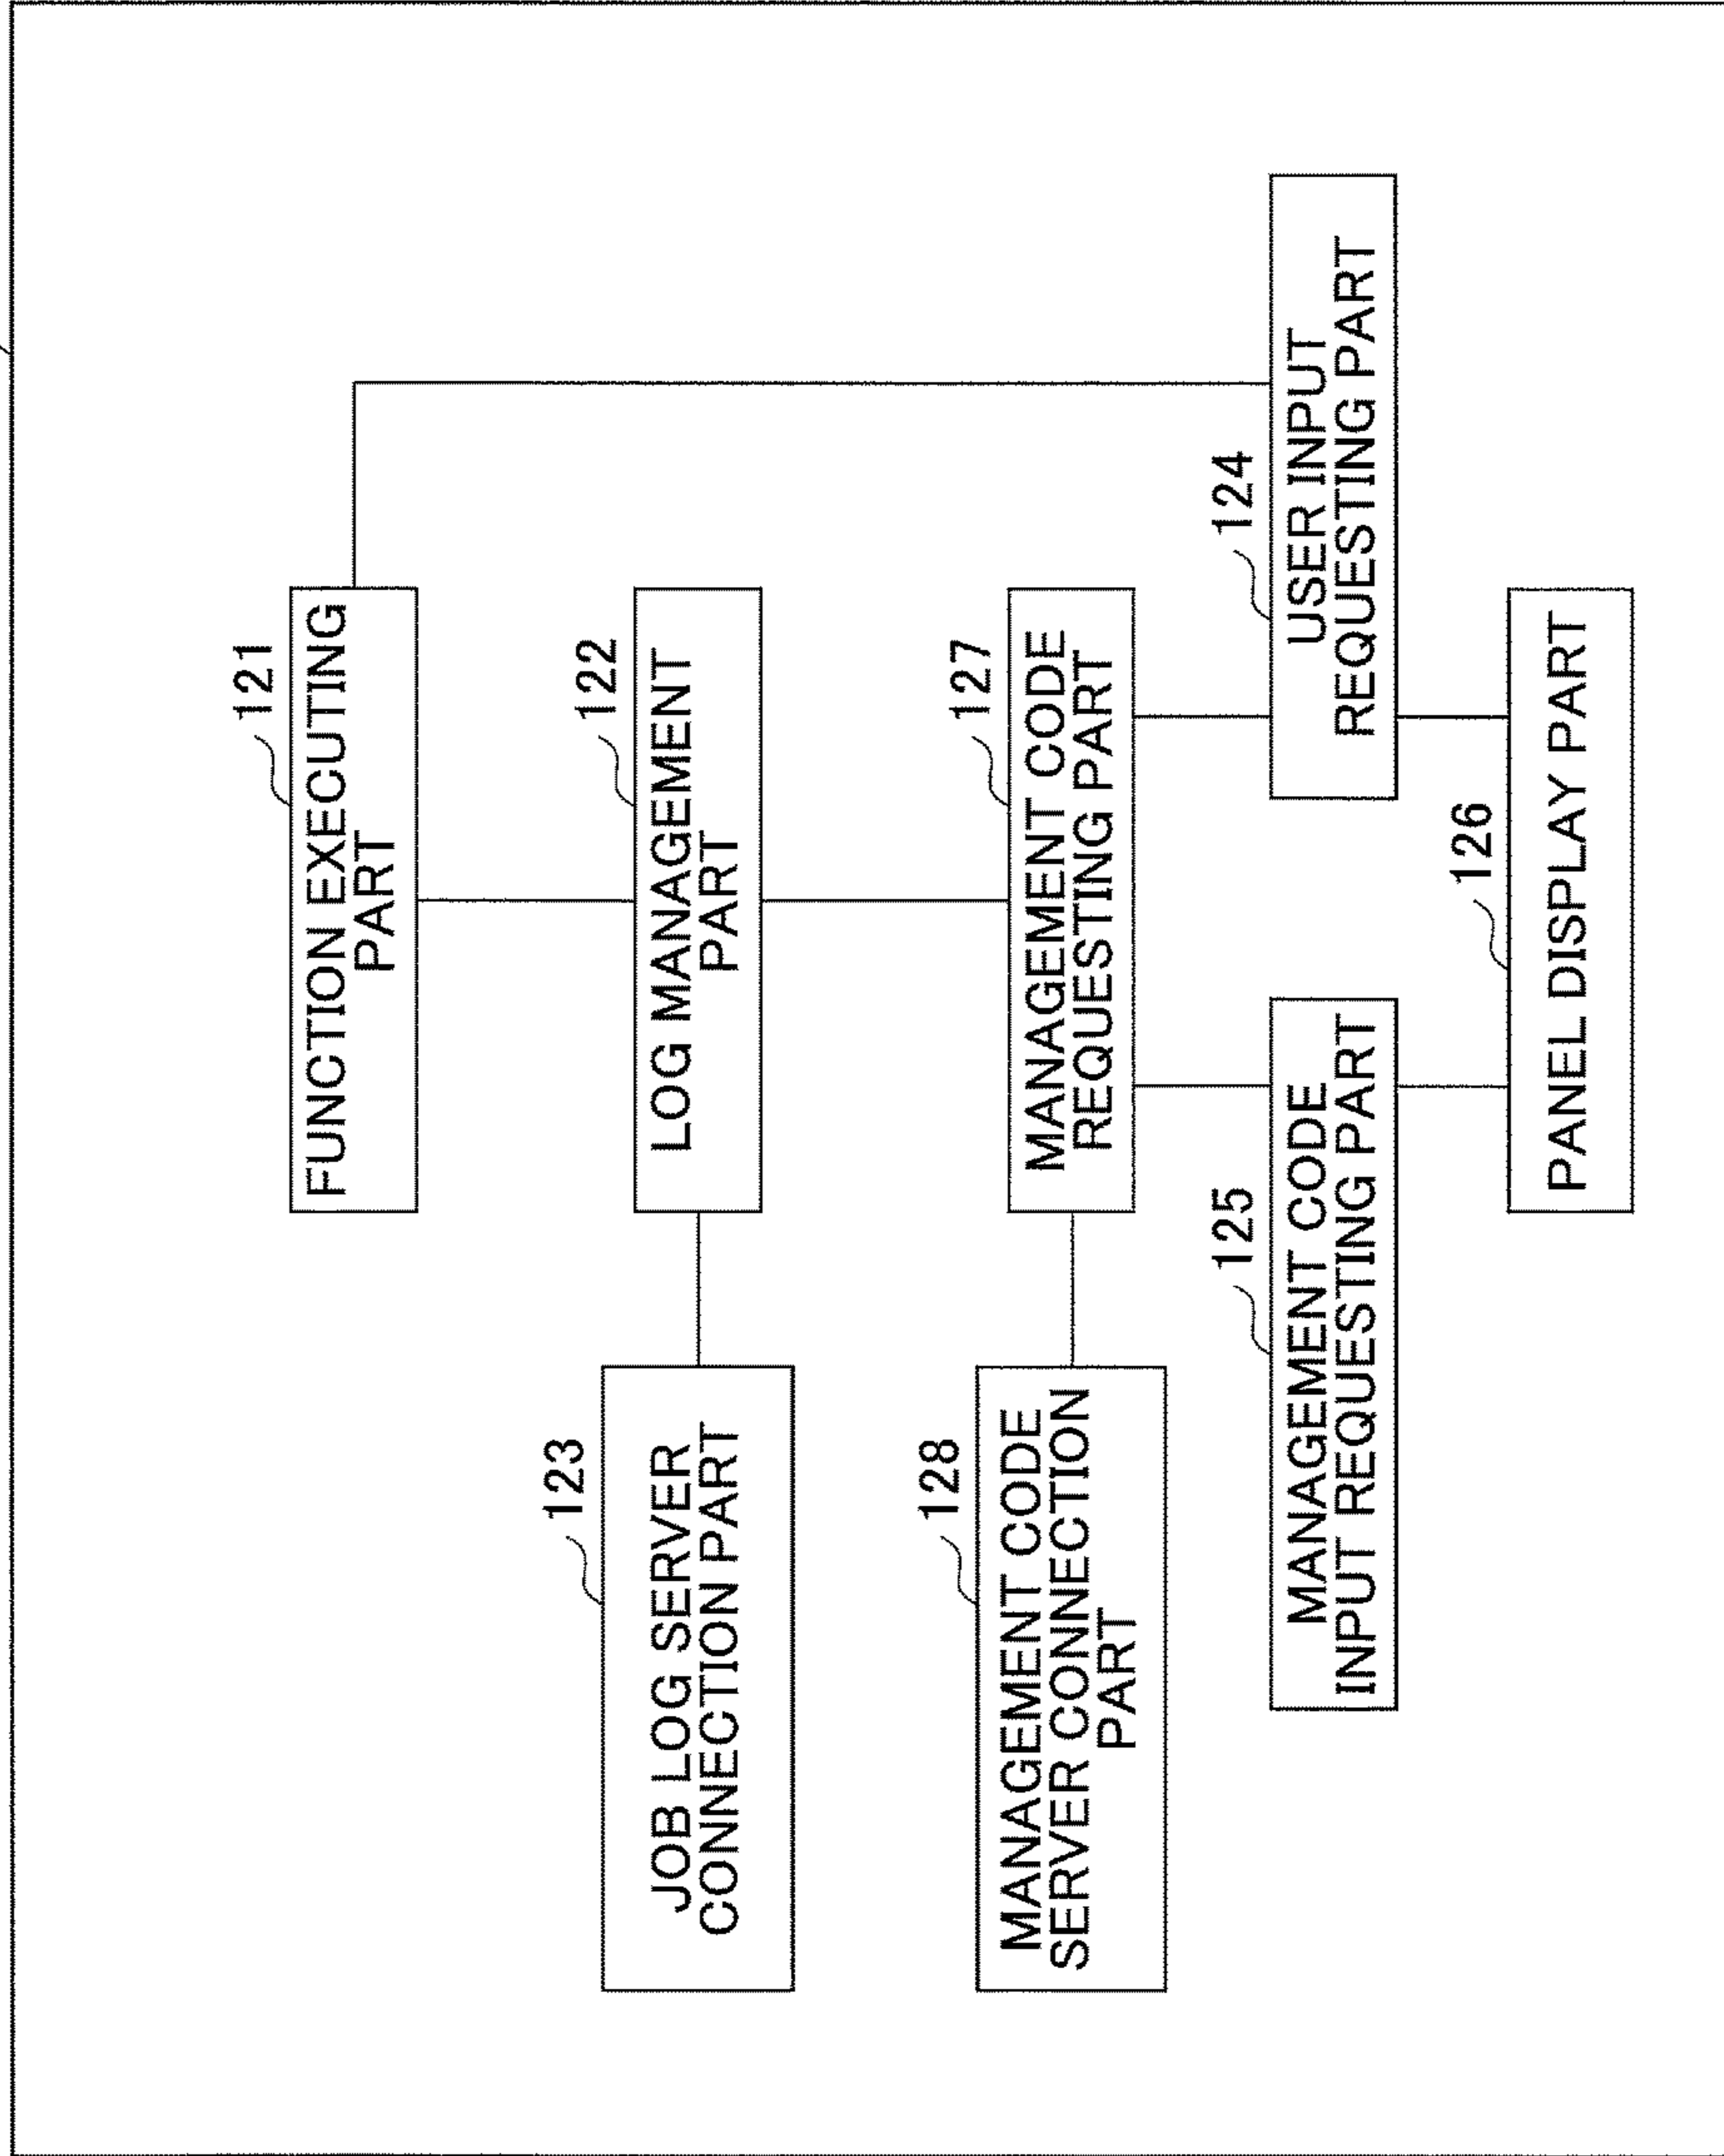 121
FUNCTION EXECUTING
PART
122
LOG MANAGEMENT
PART
123
JOB LOG SERVER
CONNECTION PART
127
MANAGEMENT CODE
REQUESTING PART
128
MANAGEMENT CODE
SERVER CONNECTION
PART
124
USER INPUT
REQUESTING PART
125
MANAGEMENT CODE
INPUT REQUESTING PART
126
PANEL DISPLAY PART